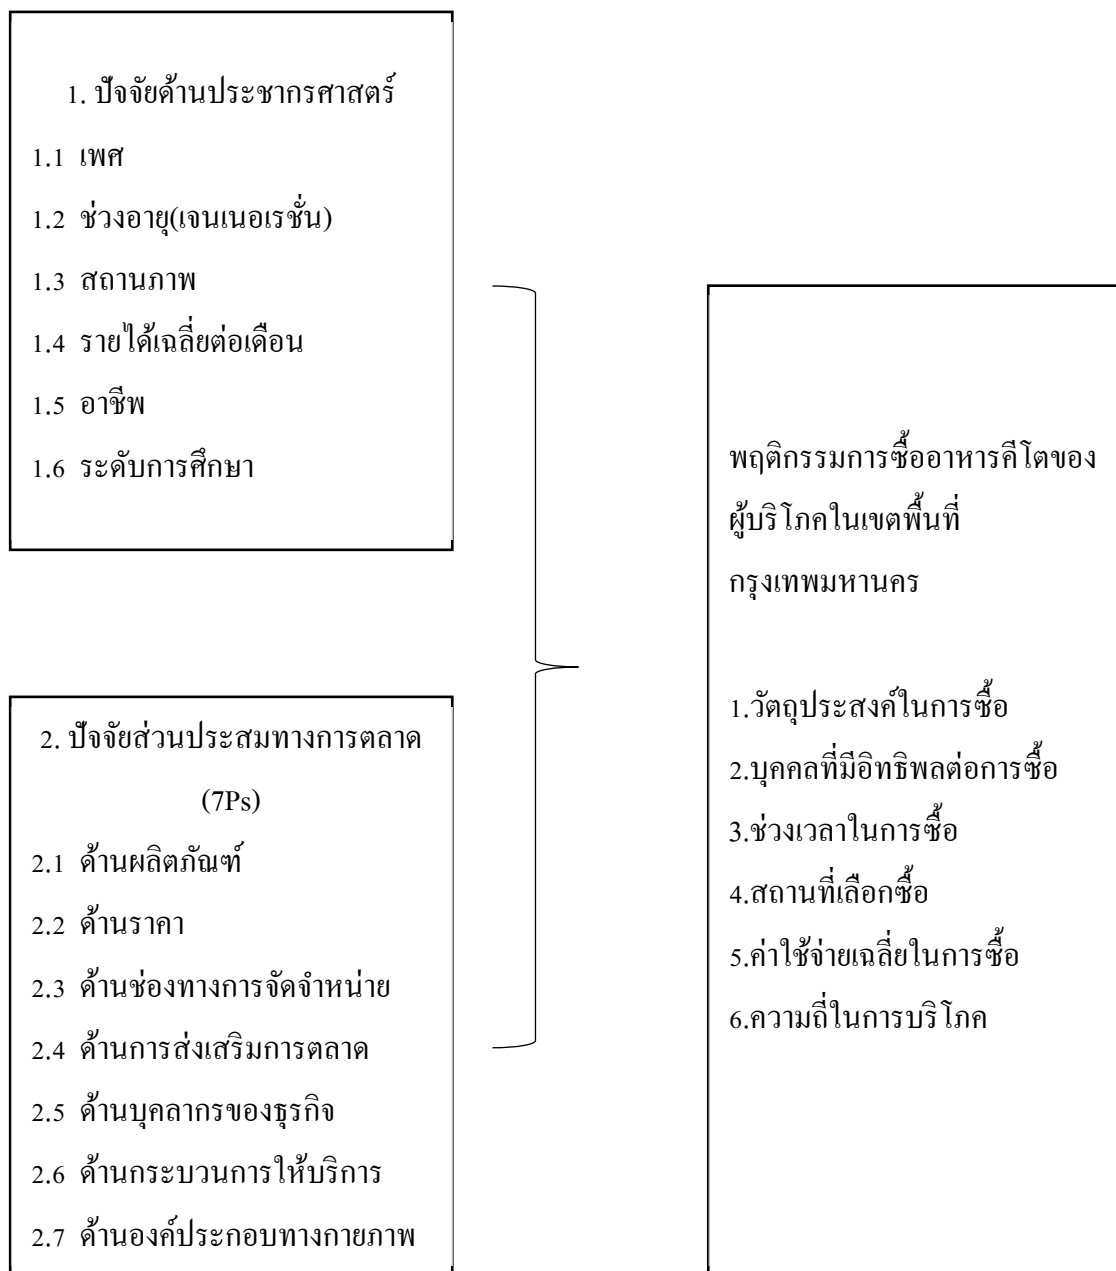 1. ปัจจัยด้านประชากรศาสตร์
1.1 เพศ
1.2 ช่วงอายุ(เจนเนอเรชั่น)
1.3 สถานภาพ
1.4 รายได้เฉลี่ยต่อเดือน
1.5 อาชีพ
1.6 ระดับการศึกษา
2. ปัจจัยส่วนประสมทางการตลาด
(7Ps)
2.1 ด้านผลิตภัณฑ์
2.2 ด้านราคา
2.3 ด้านช่องทางการจัดจำหน่าย
2.4 ด้านการส่งเสริมการตลาด
2.5 ด้านบุคลากรของธุรกิจ
2.6 ด้านกระบวนการให้บริการ
2.7 ด้านองค์ประกอบทางกายภาพ
พฤติกรรมการซื้ออาหารคีโตของ
ผู้บริโภคในเขตพื้นที่
กรุงเทพมหานคร
1.วัตถุประสงค์ในการซื้อ
2.บุคคลที่มีอิทธิพลต่อการซื้อ
3.ช่วงเวลาในการซื้อ
4.สถานที่เลือกซื้อ
5.ค่าใช้จ่ายเฉลี่ยในการซื้อ
6.ความถี่ในการบริโภค